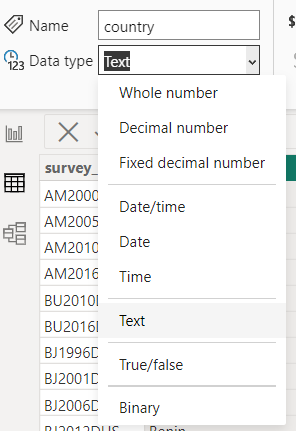 Name country
$
Data type Text
123
Whole number
Decimal number
Fixed decimal number
Date/time
Date
Time
Text
True/false
Binary
survey_
AM2000
AM2005
AM2010
AM2016
BU2010
BU2016
BJ1996D
BJ2001D
BJ2006D